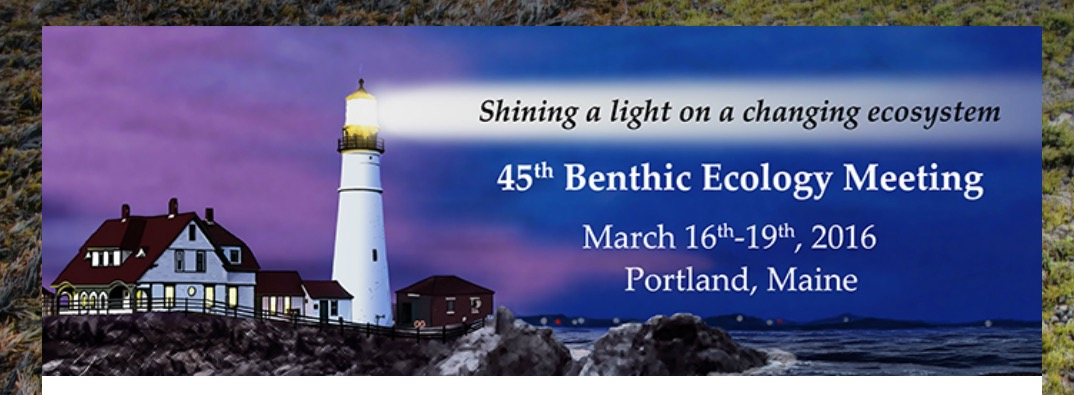 Shining a light on a changing ecosystem
45th Benthic Ecology Meeting
March 16th-19th, 2016
Portland, Maine